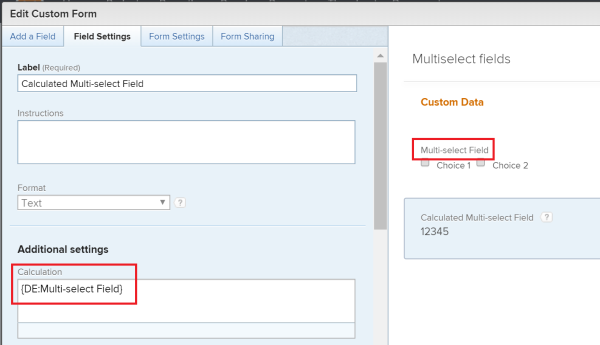 Edit Custom Form
Add a Field
Field Settings
Form Settings
Form Sharing
Label (Required)
Calculated Multi-select Field
Instructions
Format
Text
?
Additional settings
Calculation
{DE:Multi-select Field}
Multiselect fields
Custom Data
Multi-select Field
Choice 1 Choice 2
Calculated Multi-select Field ?
12345